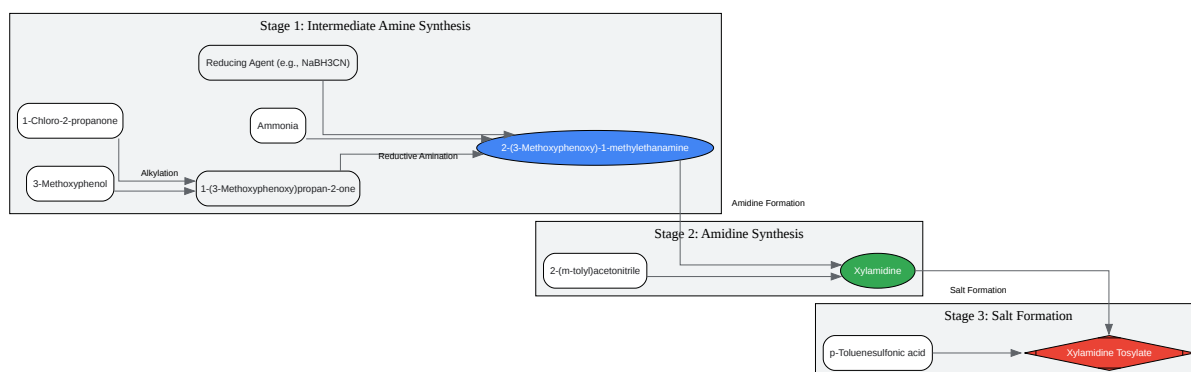 Stage 1: Intermediate Amine Synthesis
Reducing Agent (e.g., NaBH3CN)
1-Chloro-2-propanone
Ammonia
2-(3-Methoxyphenoxy)-1-methylethanamine
Reductive Amination
Alkylation
3-Methoxyphenol
1-(3-Methoxyphenoxy)propan-2-one
Amidine Formation
Stage 2: Amidine Synthesis
2-(m-tolyl)acetonitrile
Xylamidine
Salt Formation
Stage 3: Salt Formation
p-Toluenesulfonic acid
Xylamidine Tosylate